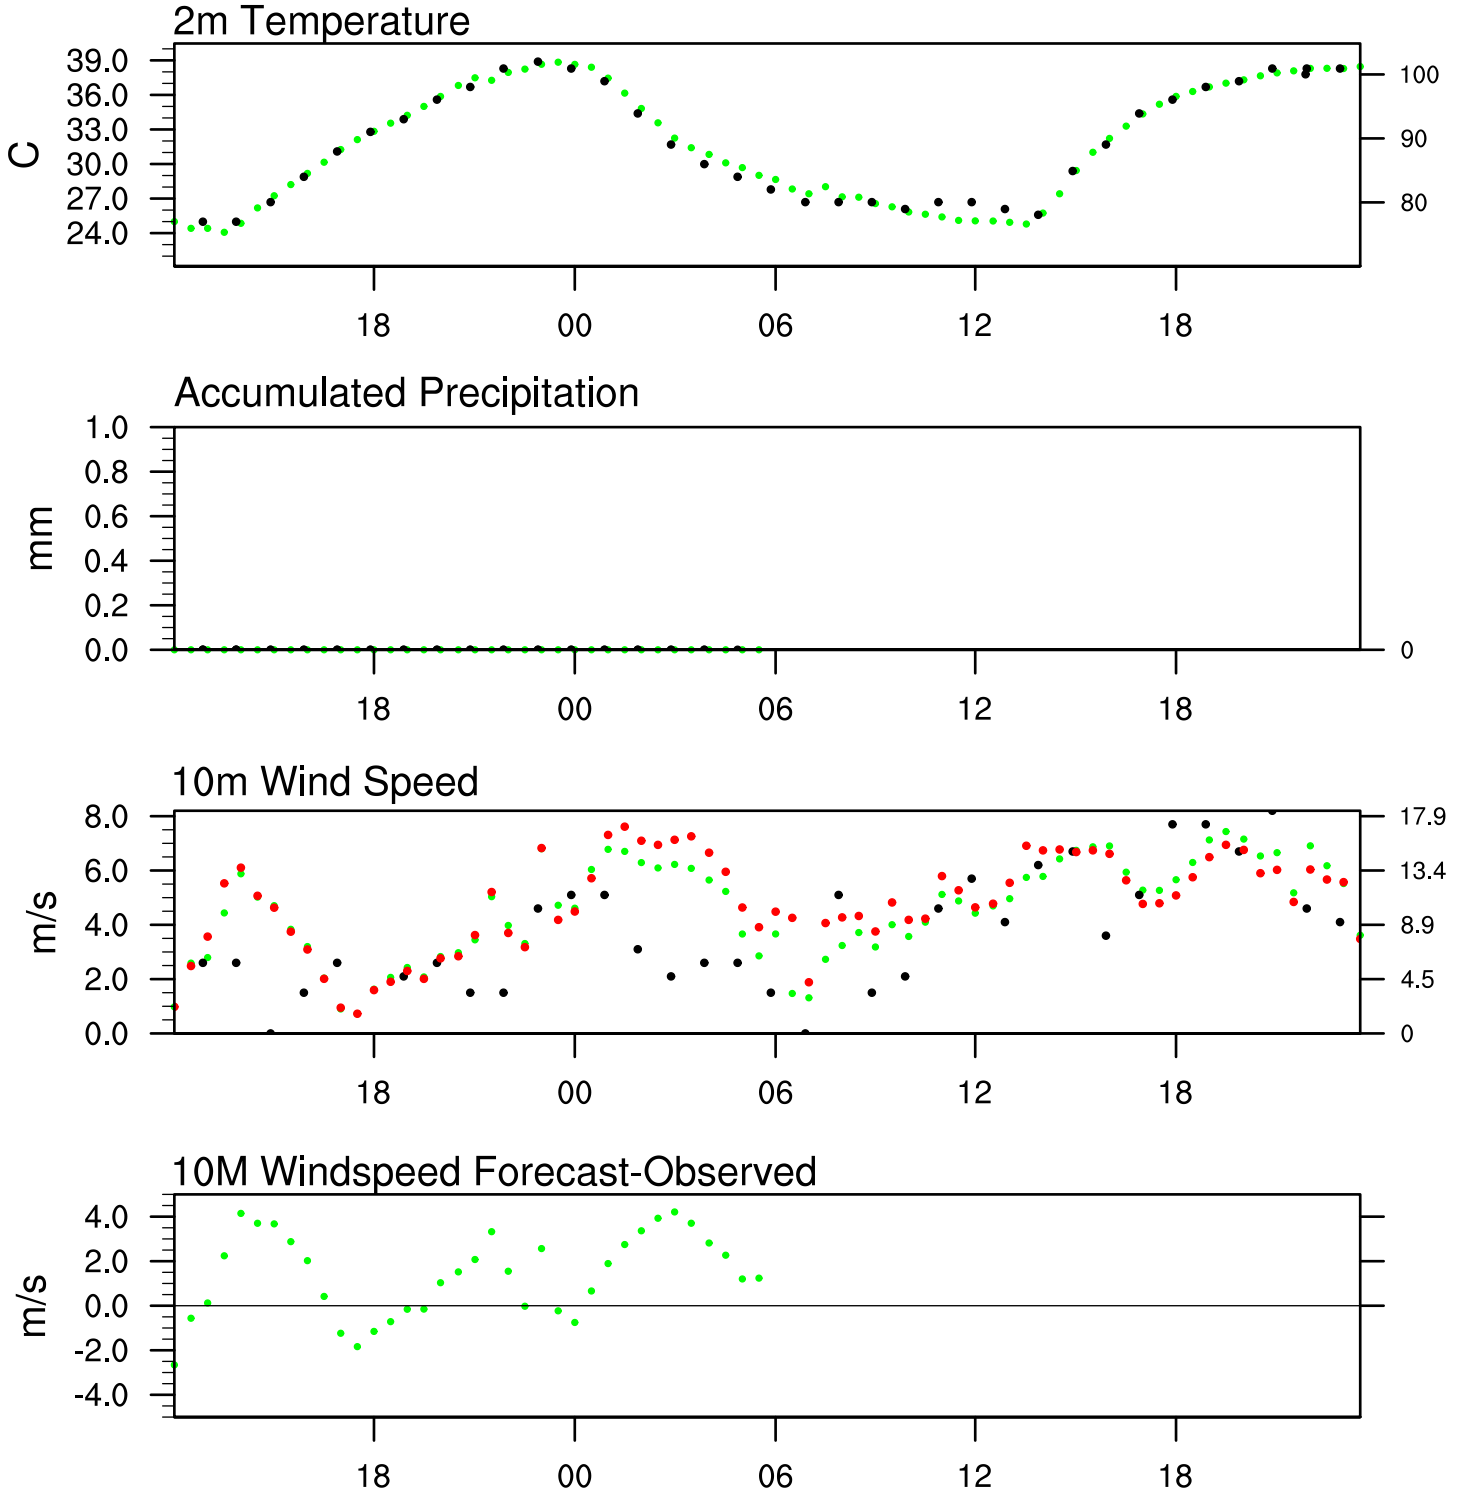 2m Temperature
39.0
36.0
33.0
30.0
27.0
24.0
C
100
90
80
18 00 06 12 18
Accumulated Precipitation
1.0
0.8
0.6
0.4
0.2
0.0
mm
0
18 00 06 12 18
10m Wind Speed
8.0
6.0
4.0
2.0
0.0
m/s
17.9
13.4
8.9
4.5
0
18 00 06 12 18
10M Windspeed Forecast-Observed
4.0
2.0
0.0
-2.0
-4.0
m/s
18 00 06 12 18